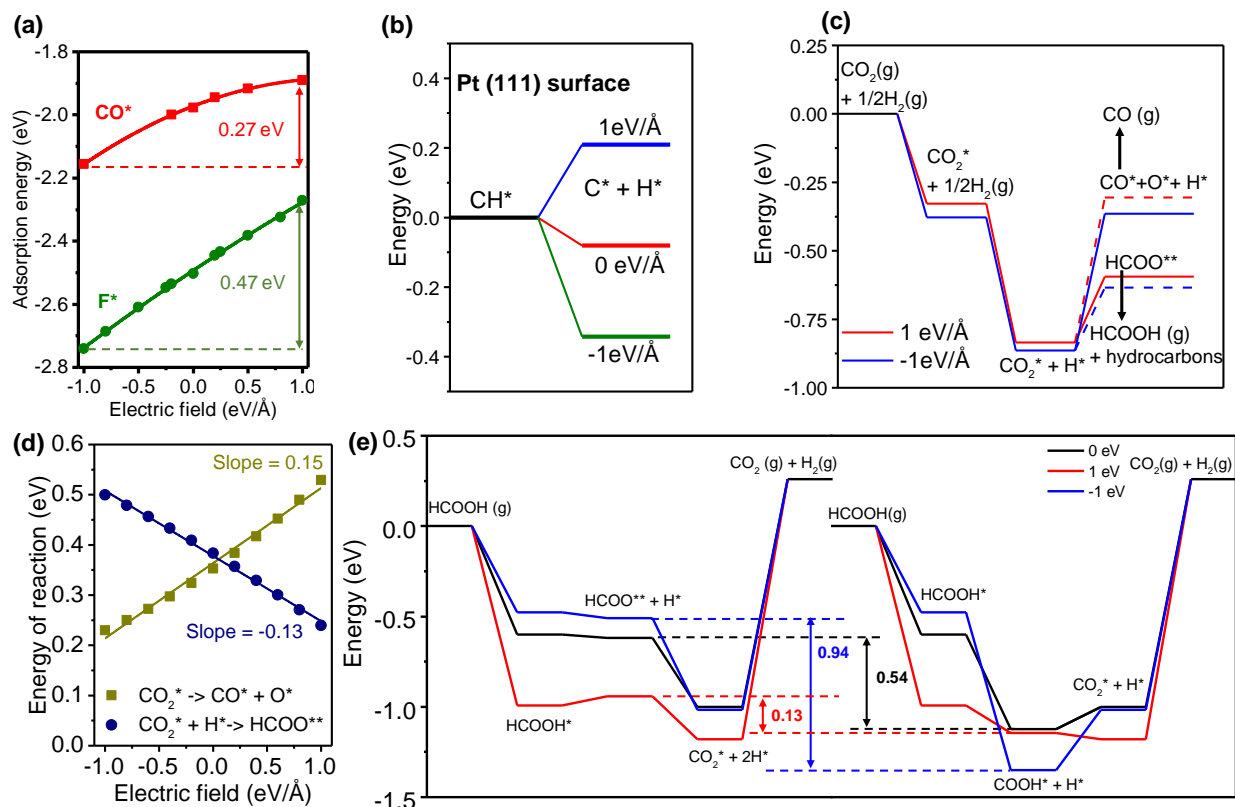 (a)
-1.8
-2.0
-2.2
-2.4
-2.6
-2.8
Adsorption energy (eV)
CO*
0.27 eV
F*
0.47 eV
-1.0
-0.5
0.0
0.5
1.0
Electric field (eV/Å)
(b)
0.4
0.2
0.0
-0.2
-0.4
Energy (eV)
Pt (111) surface
1eV/Å
CH*
C* + H*
0 eV/Å
-1eV/Å
(c)
0.25
0.00
-0.25
-0.50
-0.75
-1.00
Energy (eV)
CO2(g)
+ 1/2H2(g)
CO2*
+ 1/2H2(g)
CO (g)
CO*+O*+ H*
HCOO**
HCOOH (g)
+ hydrocarbons
CO2* + H*
1 eV/Å
-1eV/Å
(d)
0.6
0.5
0.4
0.3
0.2
0.1
0.0
Energy of reaction (eV)
Slope = 0.15
Slope = -0.13
CO2* -> CO* + O*
CO2* + H*-> HCOO**
-1.0
-0.5
0.0
0.5
1.0
Electric field (eV/Å)
(e)
0.5
0.0
-0.5
-1.0
-1.5
Energy (eV)
HCOOH (g)
HCOOH*
HCOO** + H*
CO2* + 2H*
CO2 (g) + H2(g)
0.94
0.54
0.13
HCOOH(g)
HCOOH*
COOH* + H*
CO2* + H*
CO2(g) + H2(g)
0 eV
1 eV
-1 eV